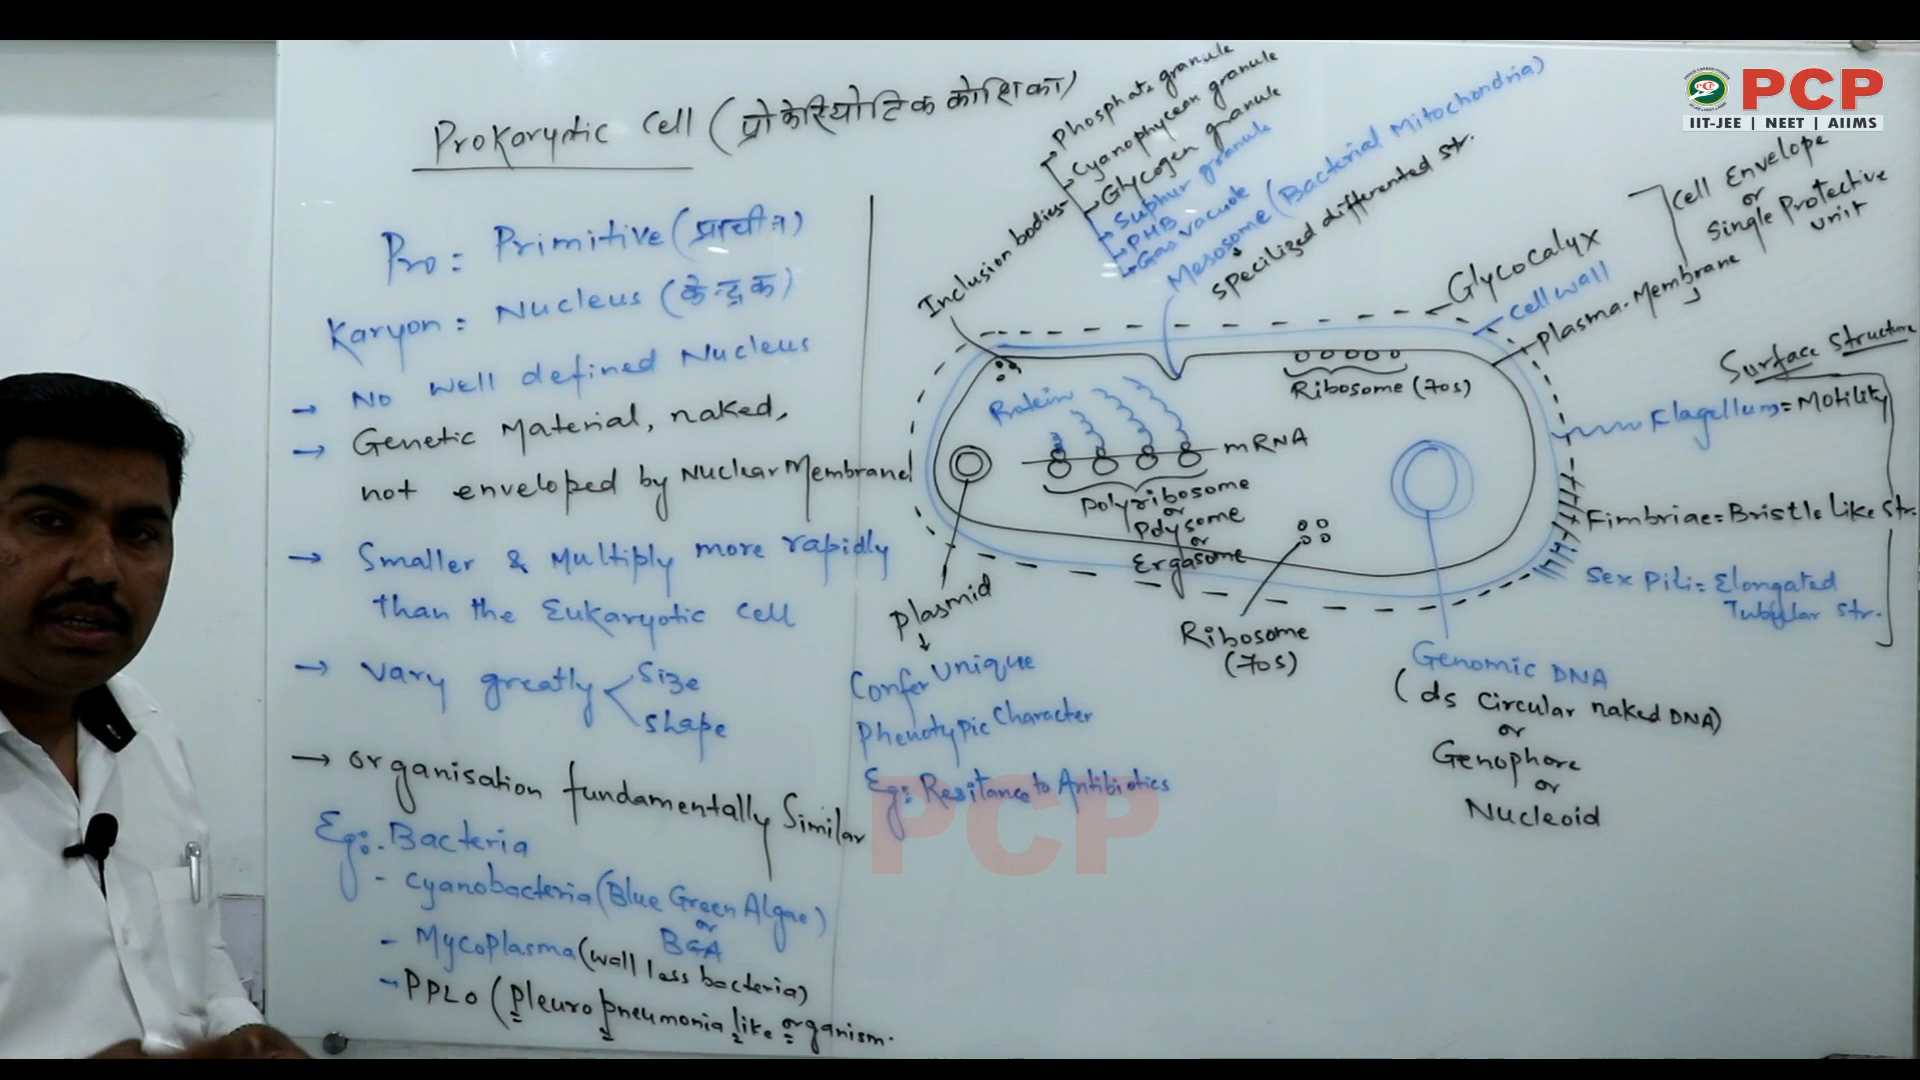 Prokaryotic Cell (प्रोकेरियोटिक कोशिका)
Pro = Primitive (प्राचीन)
Karyon = Nucleus (केन्द्रक)
→ No well defined Nucleus
→ Genetic Material, naked,
not enveloped by Nuclear Membrane
→ Smaller & Multiply more rapidly
than the Eukaryotic cell
→ Vary greatly < Size
Shape
→ organisation fundamentally Similar
Eg:- Bacteria
- Cyanobacteria (Blue Green Algae)
or
BGA
- Mycoplasma (wall less bacteria)
- PPLO (Pleuro pneumonia like organism.
Inclusion bodies
Phosphate granule
Cyanophycean granule
Glycogen granule
Sulphur granule
PHB
Gas vacuole
Mesosome (Bacterial Mitochondria)
specilized differented str.
Glycocalyx
Cell wall
Plasma-Membrane
Cell Envelope
or
Single Protective
unit
Ribosome (70s)
Protein
mRNA
Polyribosome
or
Polysome
or
Ergasome
Surface Structure
Flagellum = Motility
Fimbriae = Bristle Like Str.
Sex Pili = Elongated
Tubular Str.
Plasmid
↓
Confer Unique
Phenotypic Character
Eg: Resitance to Antibiotics
Ribosome
(70s)
Genomic DNA
(ds Circular naked DNA)
or
Genophore
or
Nucleoid
PCP
IIT-JEE | NEET | AIIMS
PCP